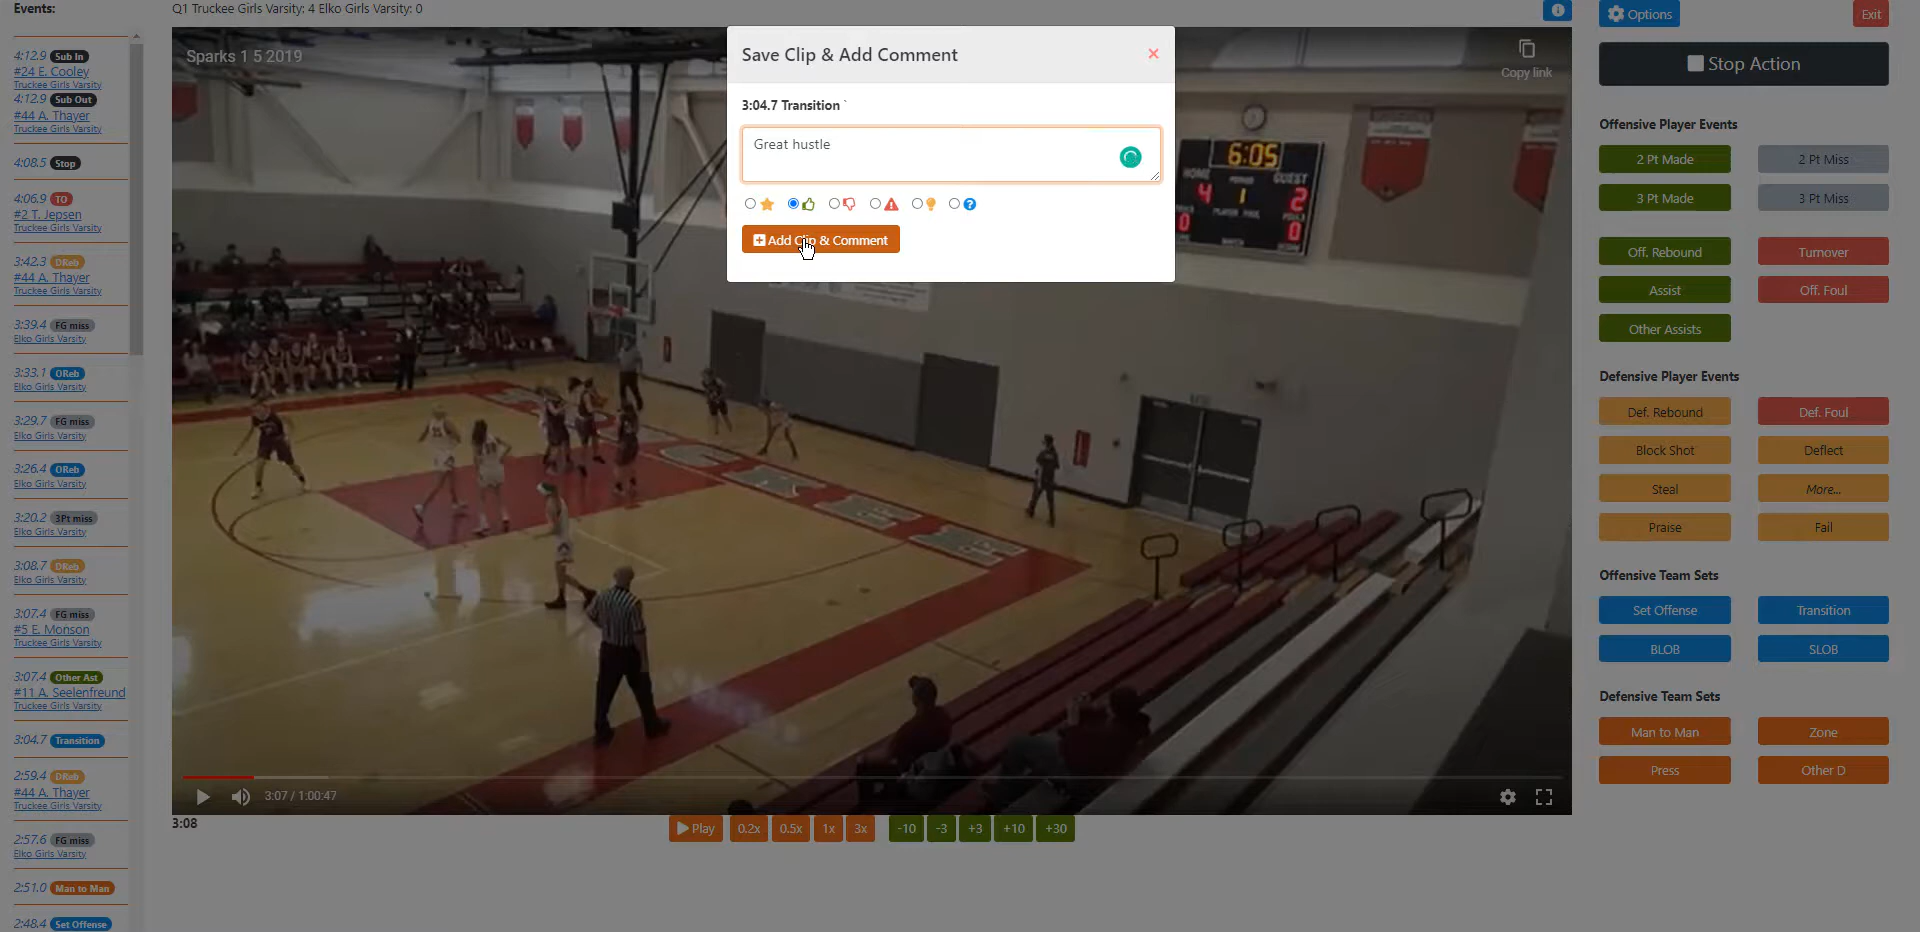 Events:
Q1 Truckee Girls Varsity: 4 Elko Girls Varsity: 0
4:12.9 Sub In
#24 E. Cooley
Truckee Girls Varsity
4:12.9 Sub Out
#44 A. Thayer
Truckee Girls Varsity
4:08.5 Stop
4:06.9 TO
#2 T. Jepsen
Truckee Girls Varsity
3:42.3 DReb
#44 A. Thayer
Truckee Girls Varsity
3:39.4 FG miss
Elko Girls Varsity
3:33.1 OReb
Elko Girls Varsity
3:29.7 FG miss
Elko Girls Varsity
3:26.4 OReb
Elko Girls Varsity
3:20.2 3Pt miss
Elko Girls Varsity
3:08.7 DReb
Elko Girls Varsity
3:07.4 FG miss
#5 E. Monson
Truckee Girls Varsity
3:07.4 Other Ast
#11 A. Seelenfreund
Truckee Girls Varsity
3:04.7 Transition
2:59.4 DReb
#44 A. Thayer
Truckee Girls Varsity
2:57.6 FG miss
Elko Girls Varsity
2:51.0 Man to Man
2:48.4 Set Offense
Sparks 1 5 2019
Copy link
Save Clip & Add Comment
×
3:04.7 Transition `
Great hustle
Add Clip & Comment
6:05
HOME PERIOD GUEST
4 1 2
PLAYER FOUL
0 0
3:07 / 1:00:47
3:08
Play 0.2x 0.5x 1x 3x -10 -3 +3 +10 +30
Options Exit
Stop Action
Offensive Player Events
2 Pt Made 2 Pt Miss
3 Pt Made 3 Pt Miss
Off. Rebound Turnover
Assist Off. Foul
Other Assists
Defensive Player Events
Def. Rebound Def. Foul
Block Shot Deflect
Steal More...
Praise Fail
Offensive Team Sets
Set Offense Transition
BLOB SLOB
Defensive Team Sets
Man to Man Zone
Press Other D